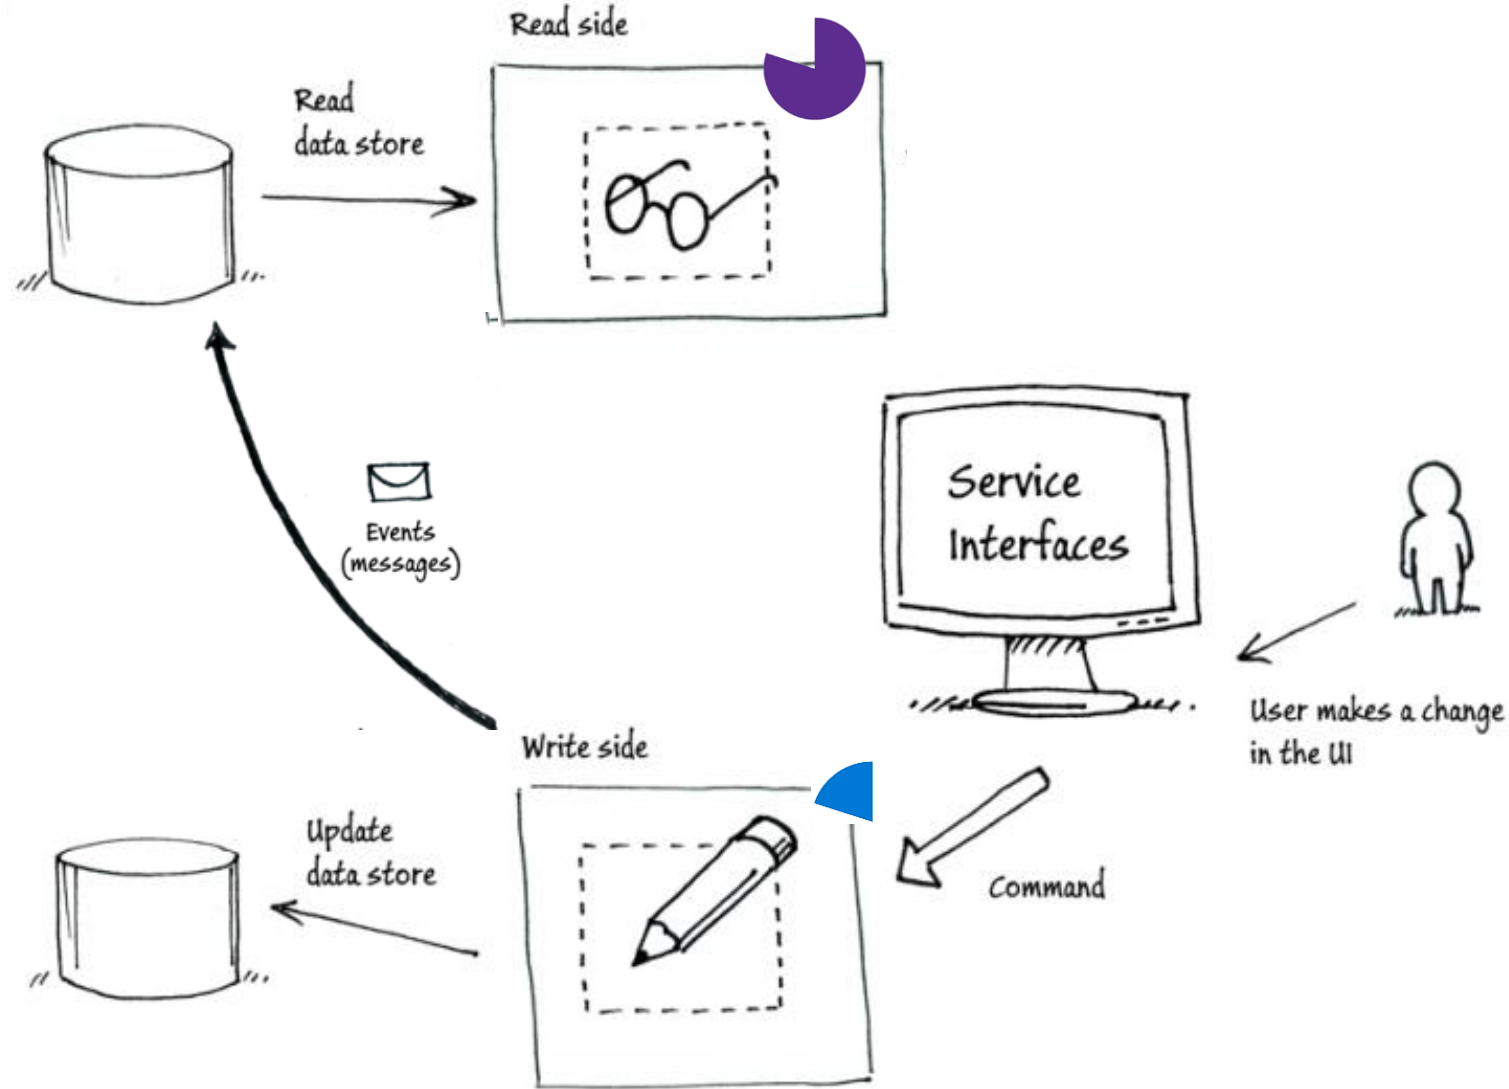 Read side
Read
data store
Service
Interfaces
Events
(messages)
User makes a change
in the UI
Write side
Update
data store
Command